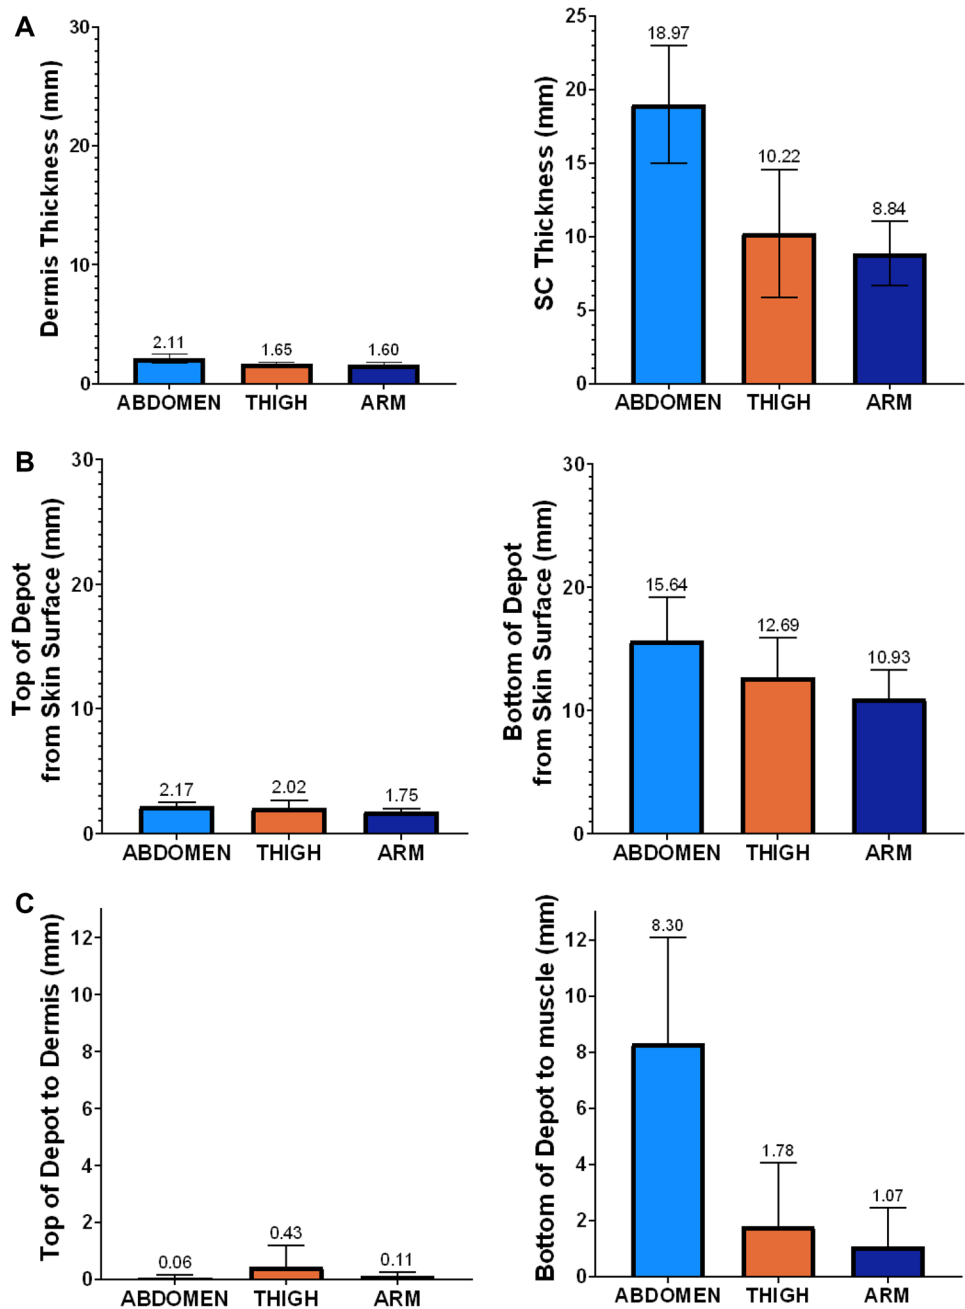 A
Dermis Thickness (mm)
30
20
10
0
2.11
1.65
1.60
ABDOMEN THIGH ARM
SC Thickness (mm)
25
20
15
10
5
0
18.97
10.22
8.84
ABDOMEN THIGH ARM
B
Top of Depot
from Skin Surface (mm)
30
20
10
0
2.17
2.02
1.75
ABDOMEN THIGH ARM
Bottom of Depot
from Skin Surface (mm)
30
20
10
0
15.64
12.69
10.93
ABDOMEN THIGH ARM
C
Top of Depot to Dermis (mm)
12
10
8
6
4
2
0
0.06
0.43
0.11
ABDOMEN THIGH ARM
Bottom of Depot to muscle (mm)
12
10
8
6
4
2
0
8.30
1.78
1.07
ABDOMEN THIGH ARM